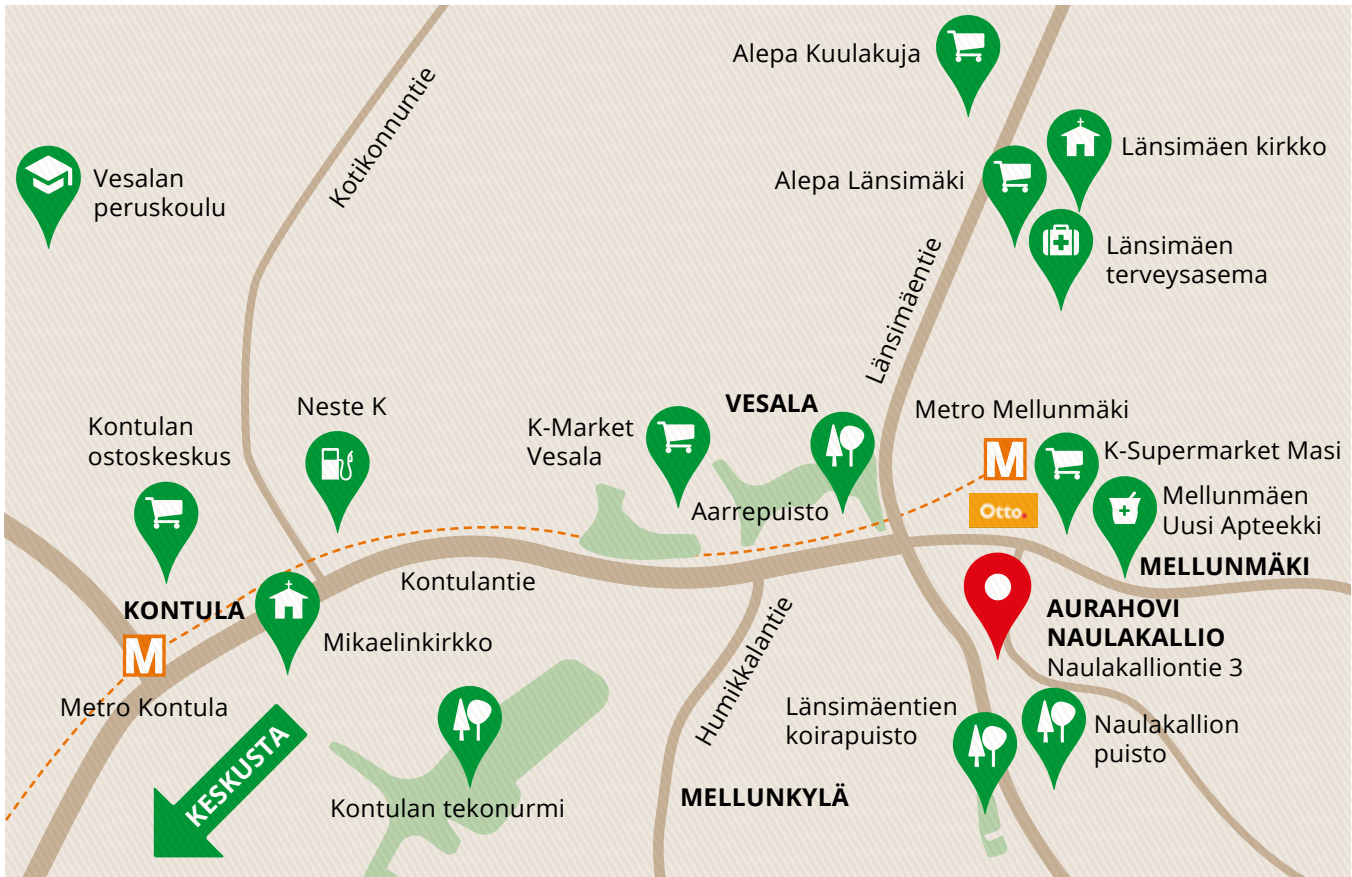 Alepa Kuulakuja
Kotikonnuntie
Länsimäen kirkko
Vesalan
peruskoulu
Alepa Länsimäki
Länsimäen
terveysasema
Länsimäentie
Neste K
VESALA
Metro Mellunmäki
Kontulan
ostoskeskus
K-Market
Vesala
M
K-Supermarket Masi
Otto.
Aarrepuisto
Mellunmäen
Uusi Apteekki
MELLUNMÄKI
Kontulantie
KONTULA
AURAHOVI
NAULAKALLIO
Naulakalliontie 3
Mikaelinkirkko
M
Metro Kontula
Humikkalantie
Länsimäentien
koirapuisto
Naulakallion
puisto
KESKUSTA
Kontulan tekonurmi
MELLUNKYLÄ